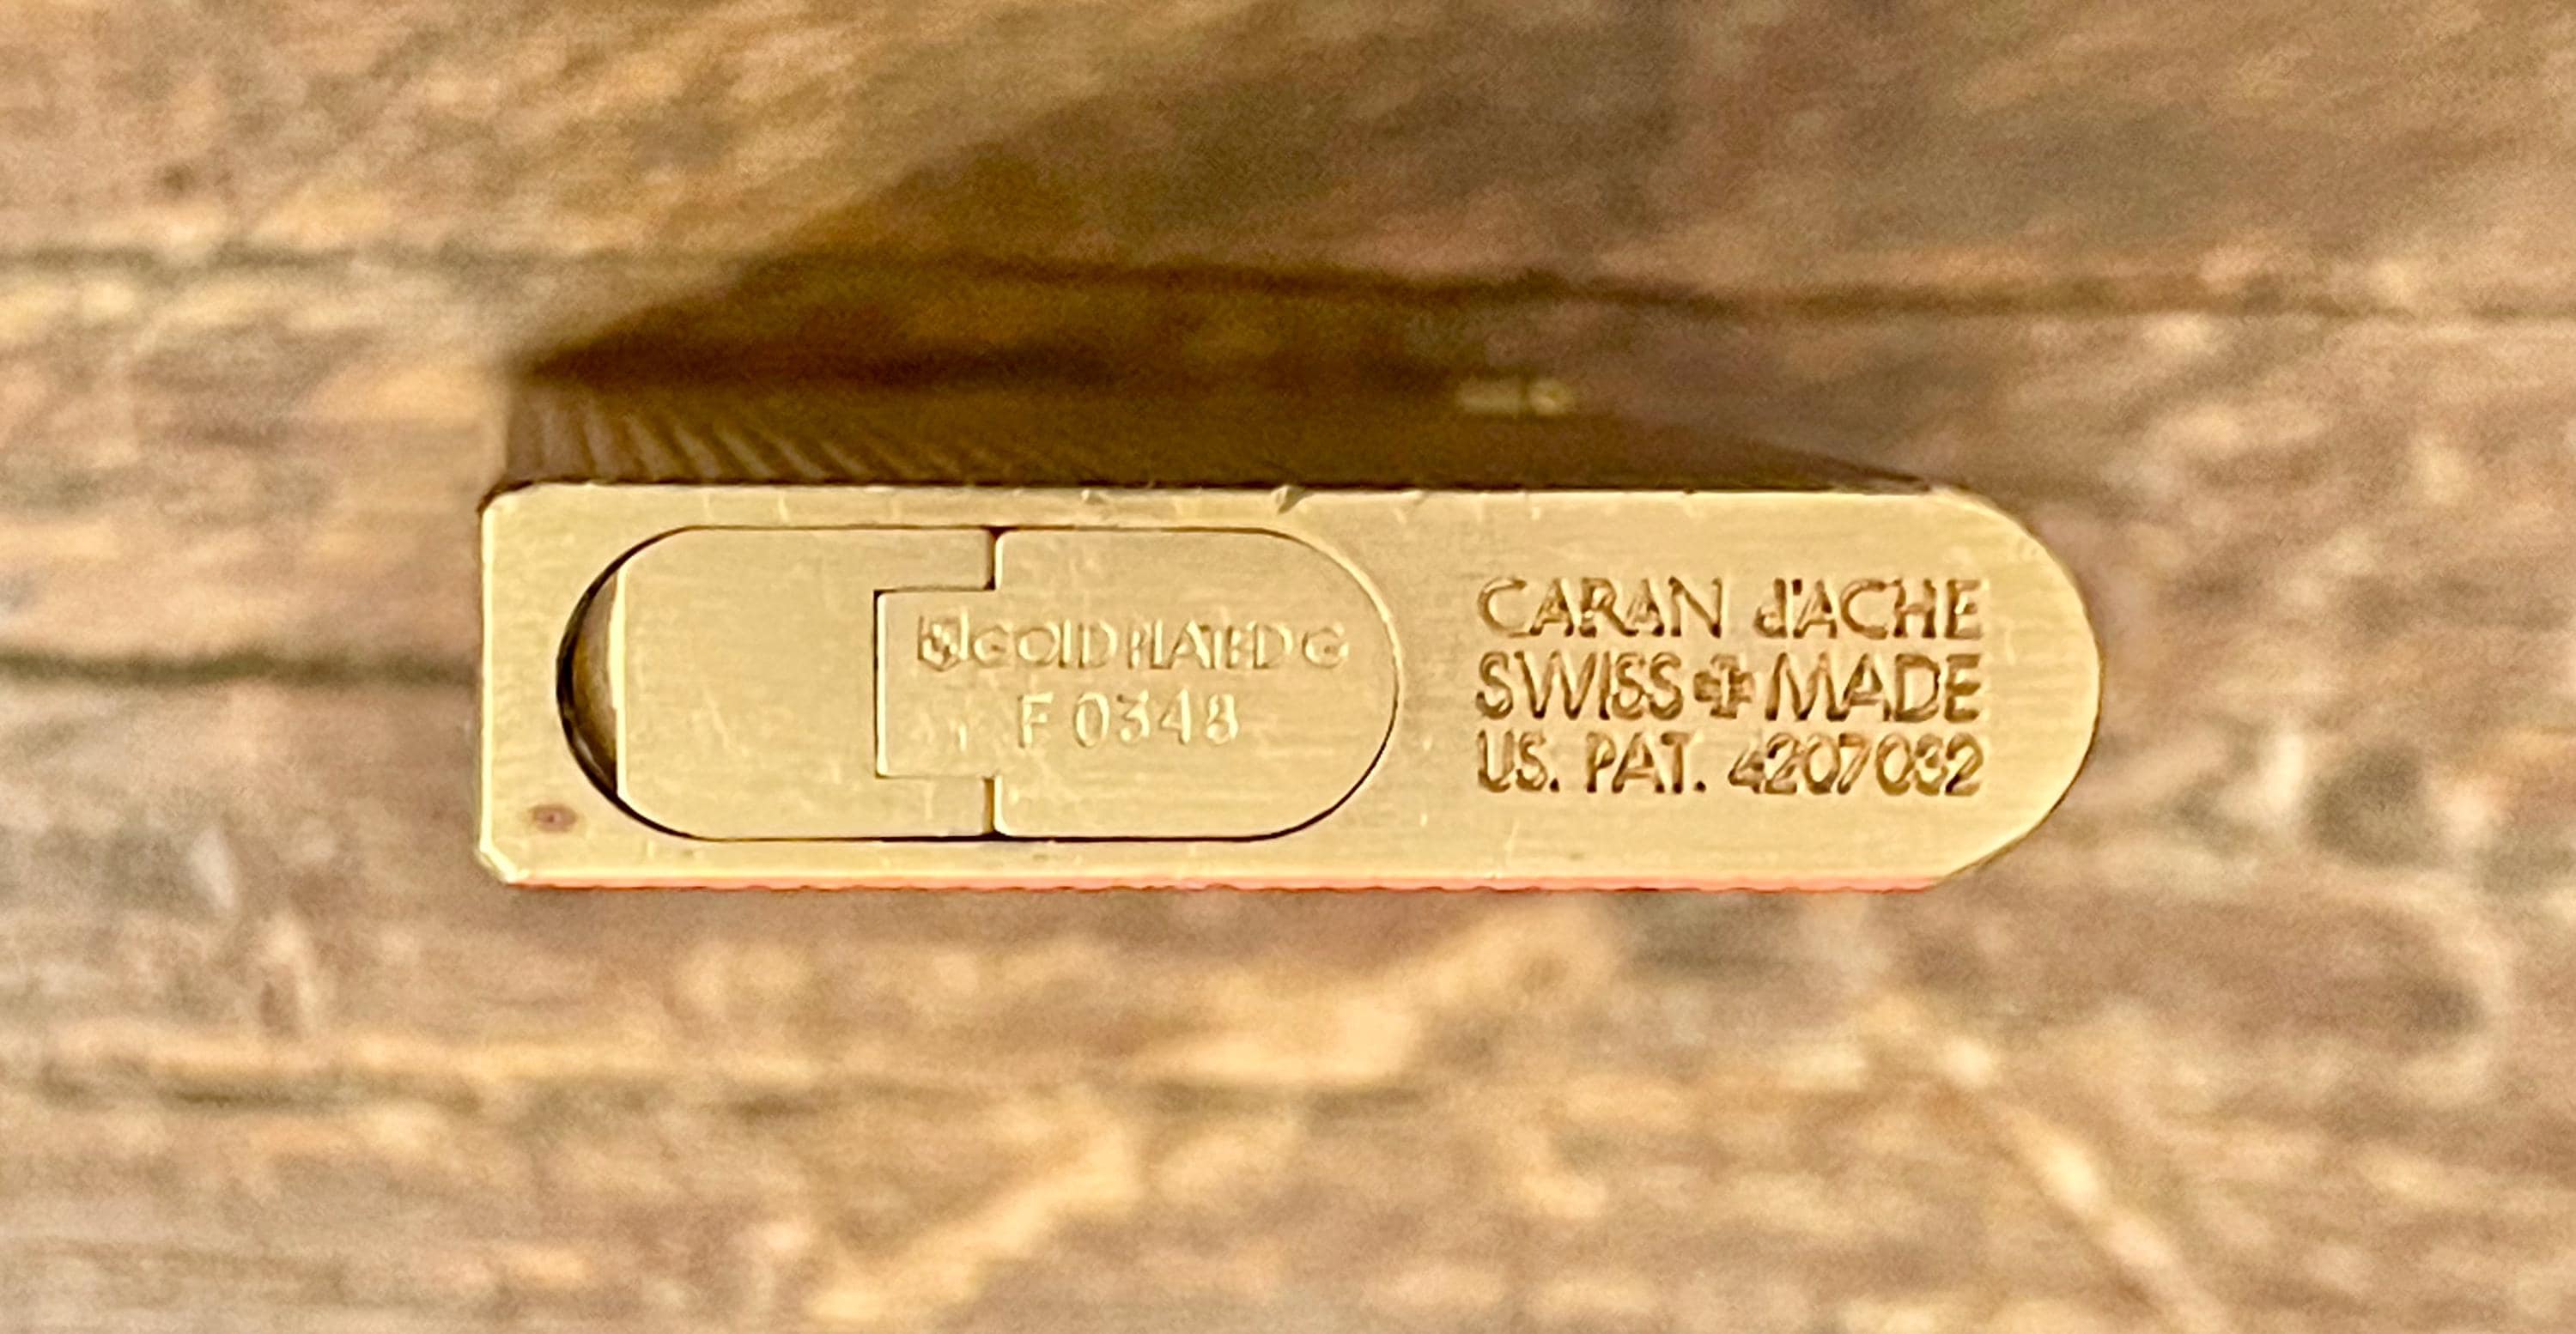 GOLD PLATED G
F 0348
CARAN d'ACHE
SWISS MADE
US. PAT. 4207032